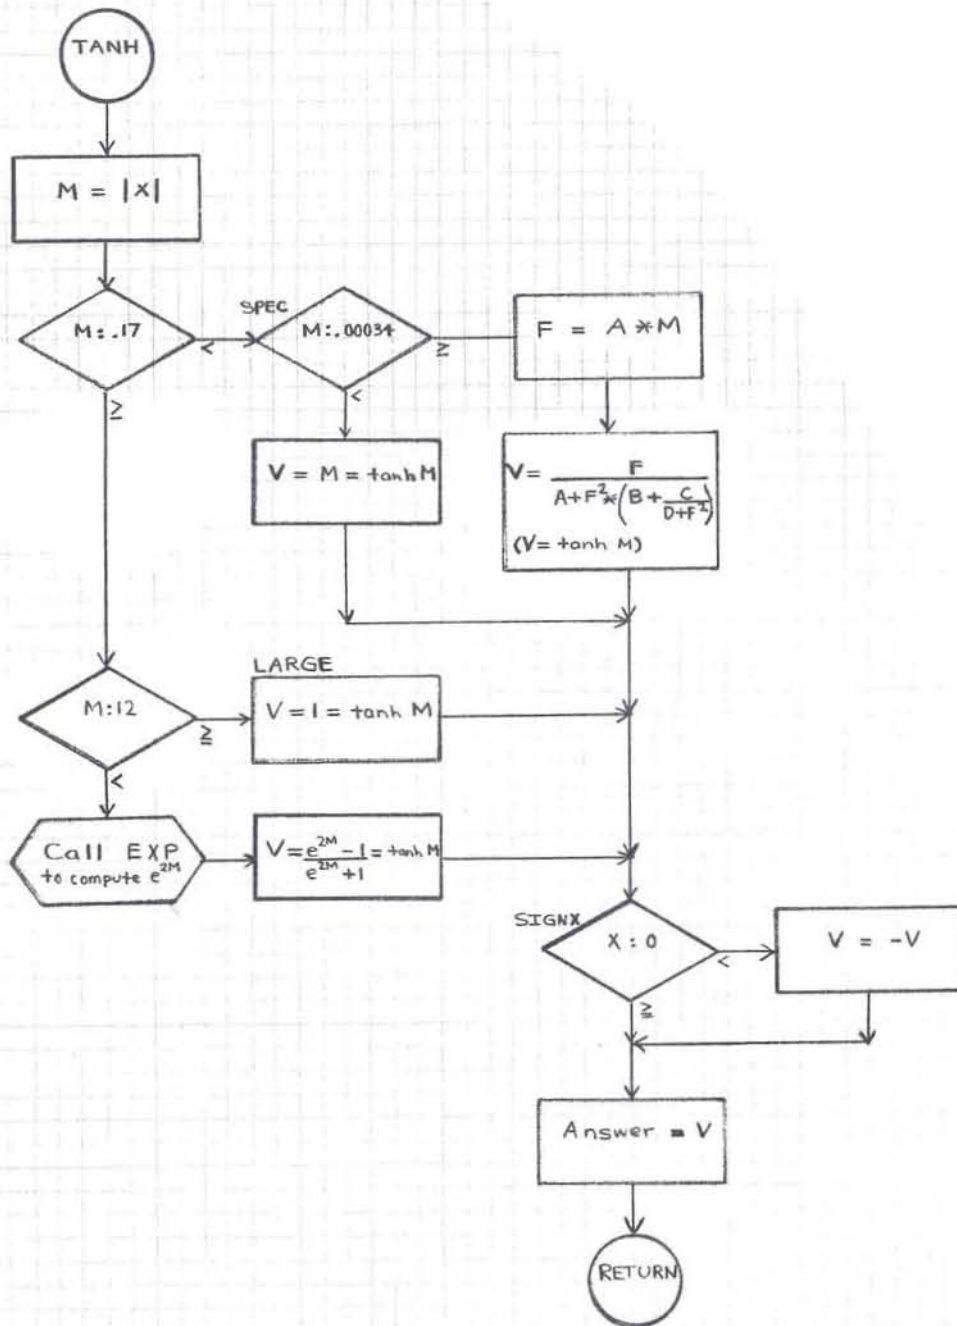 TANH
M = |X|
M:.17
<
≥
SPEC
M:.00034
≥
<
F = A*M
V = M = tanh M
V= F / A+F²*(B + C / D+F²)
(V= tanh M)
M:12
≥
<
LARGE
V=1= tanh M
Call EXP
to compute e^2M
V= e^2M -1 / e^2M +1 = tanh M
SIGNX
X:0
<
≥
V = -V
Answer = V
RETURN